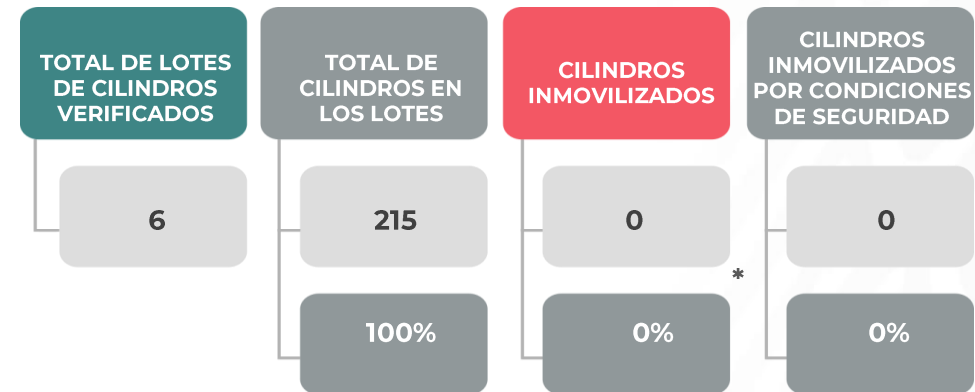 TOTAL DE LOTES
DE CILINDROS
VERIFICADOS
6
TOTAL DE
CILINDROS EN
LOS LOTES
215
100%
CILINDROS
INMOVILIZADOS
0
*
0%
CILINDROS
INMOVILIZADOS
POR CONDICIONES
DE SEGURIDAD
0
0%